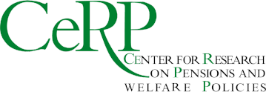 CeRP
CENTER FOR RESEARCH
ON PENSIONS AND
WELFARE POLICIES